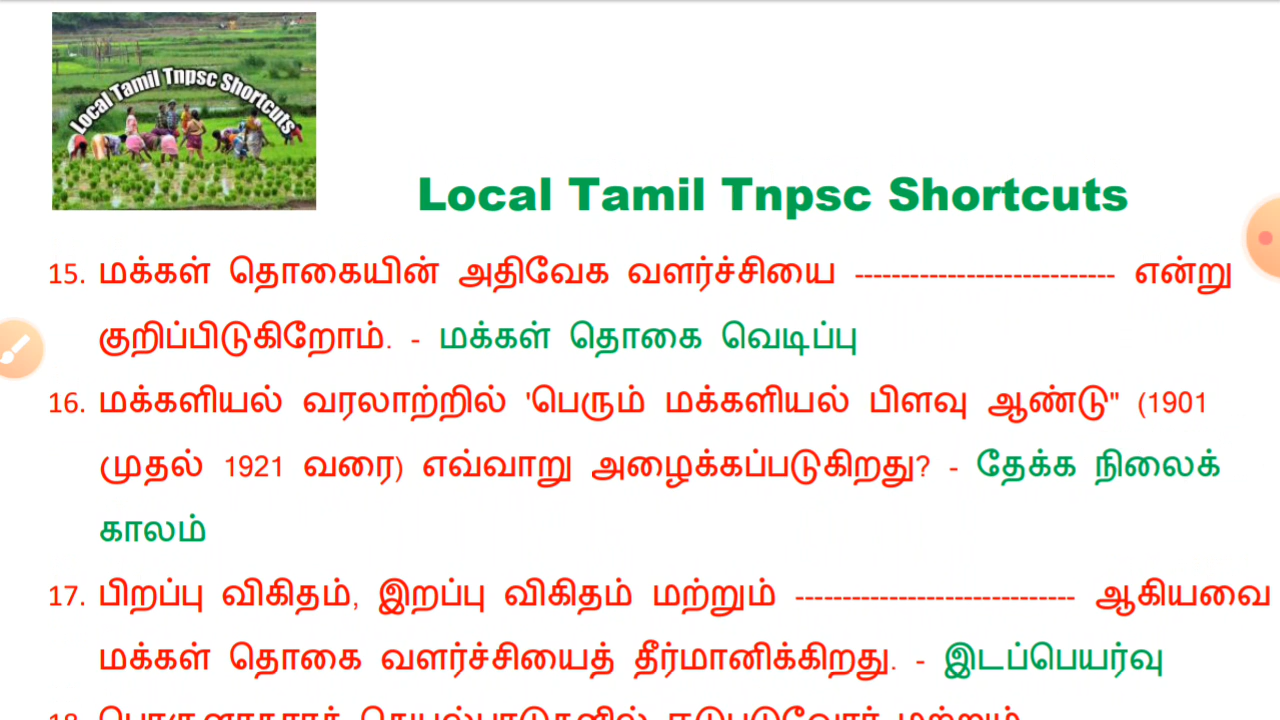 Local Tamil Tnpsc Shortcuts
Local Tamil Tnpsc Shortcuts
15. மக்கள் தொகையின் அதிவேக வளர்ச்சியை ---------------------------- என்று
குறிப்பிடுகிறோம். - மக்கள் தொகை வெடிப்பு
16. மக்களியல் வரலாற்றில் 'பெரும் மக்களியல் பிளவு ஆண்டு" (1901
முதல் 1921 வரை) எவ்வாறு அழைக்கப்படுகிறது? - தேக்க நிலைக்
காலம்
17. பிறப்பு விகிதம், இறப்பு விகிதம் மற்றும் ------------------------------ ஆகியவை
மக்கள் தொகை வளர்ச்சியைத் தீர்மானிக்கிறது. - இடப்பெயர்வு